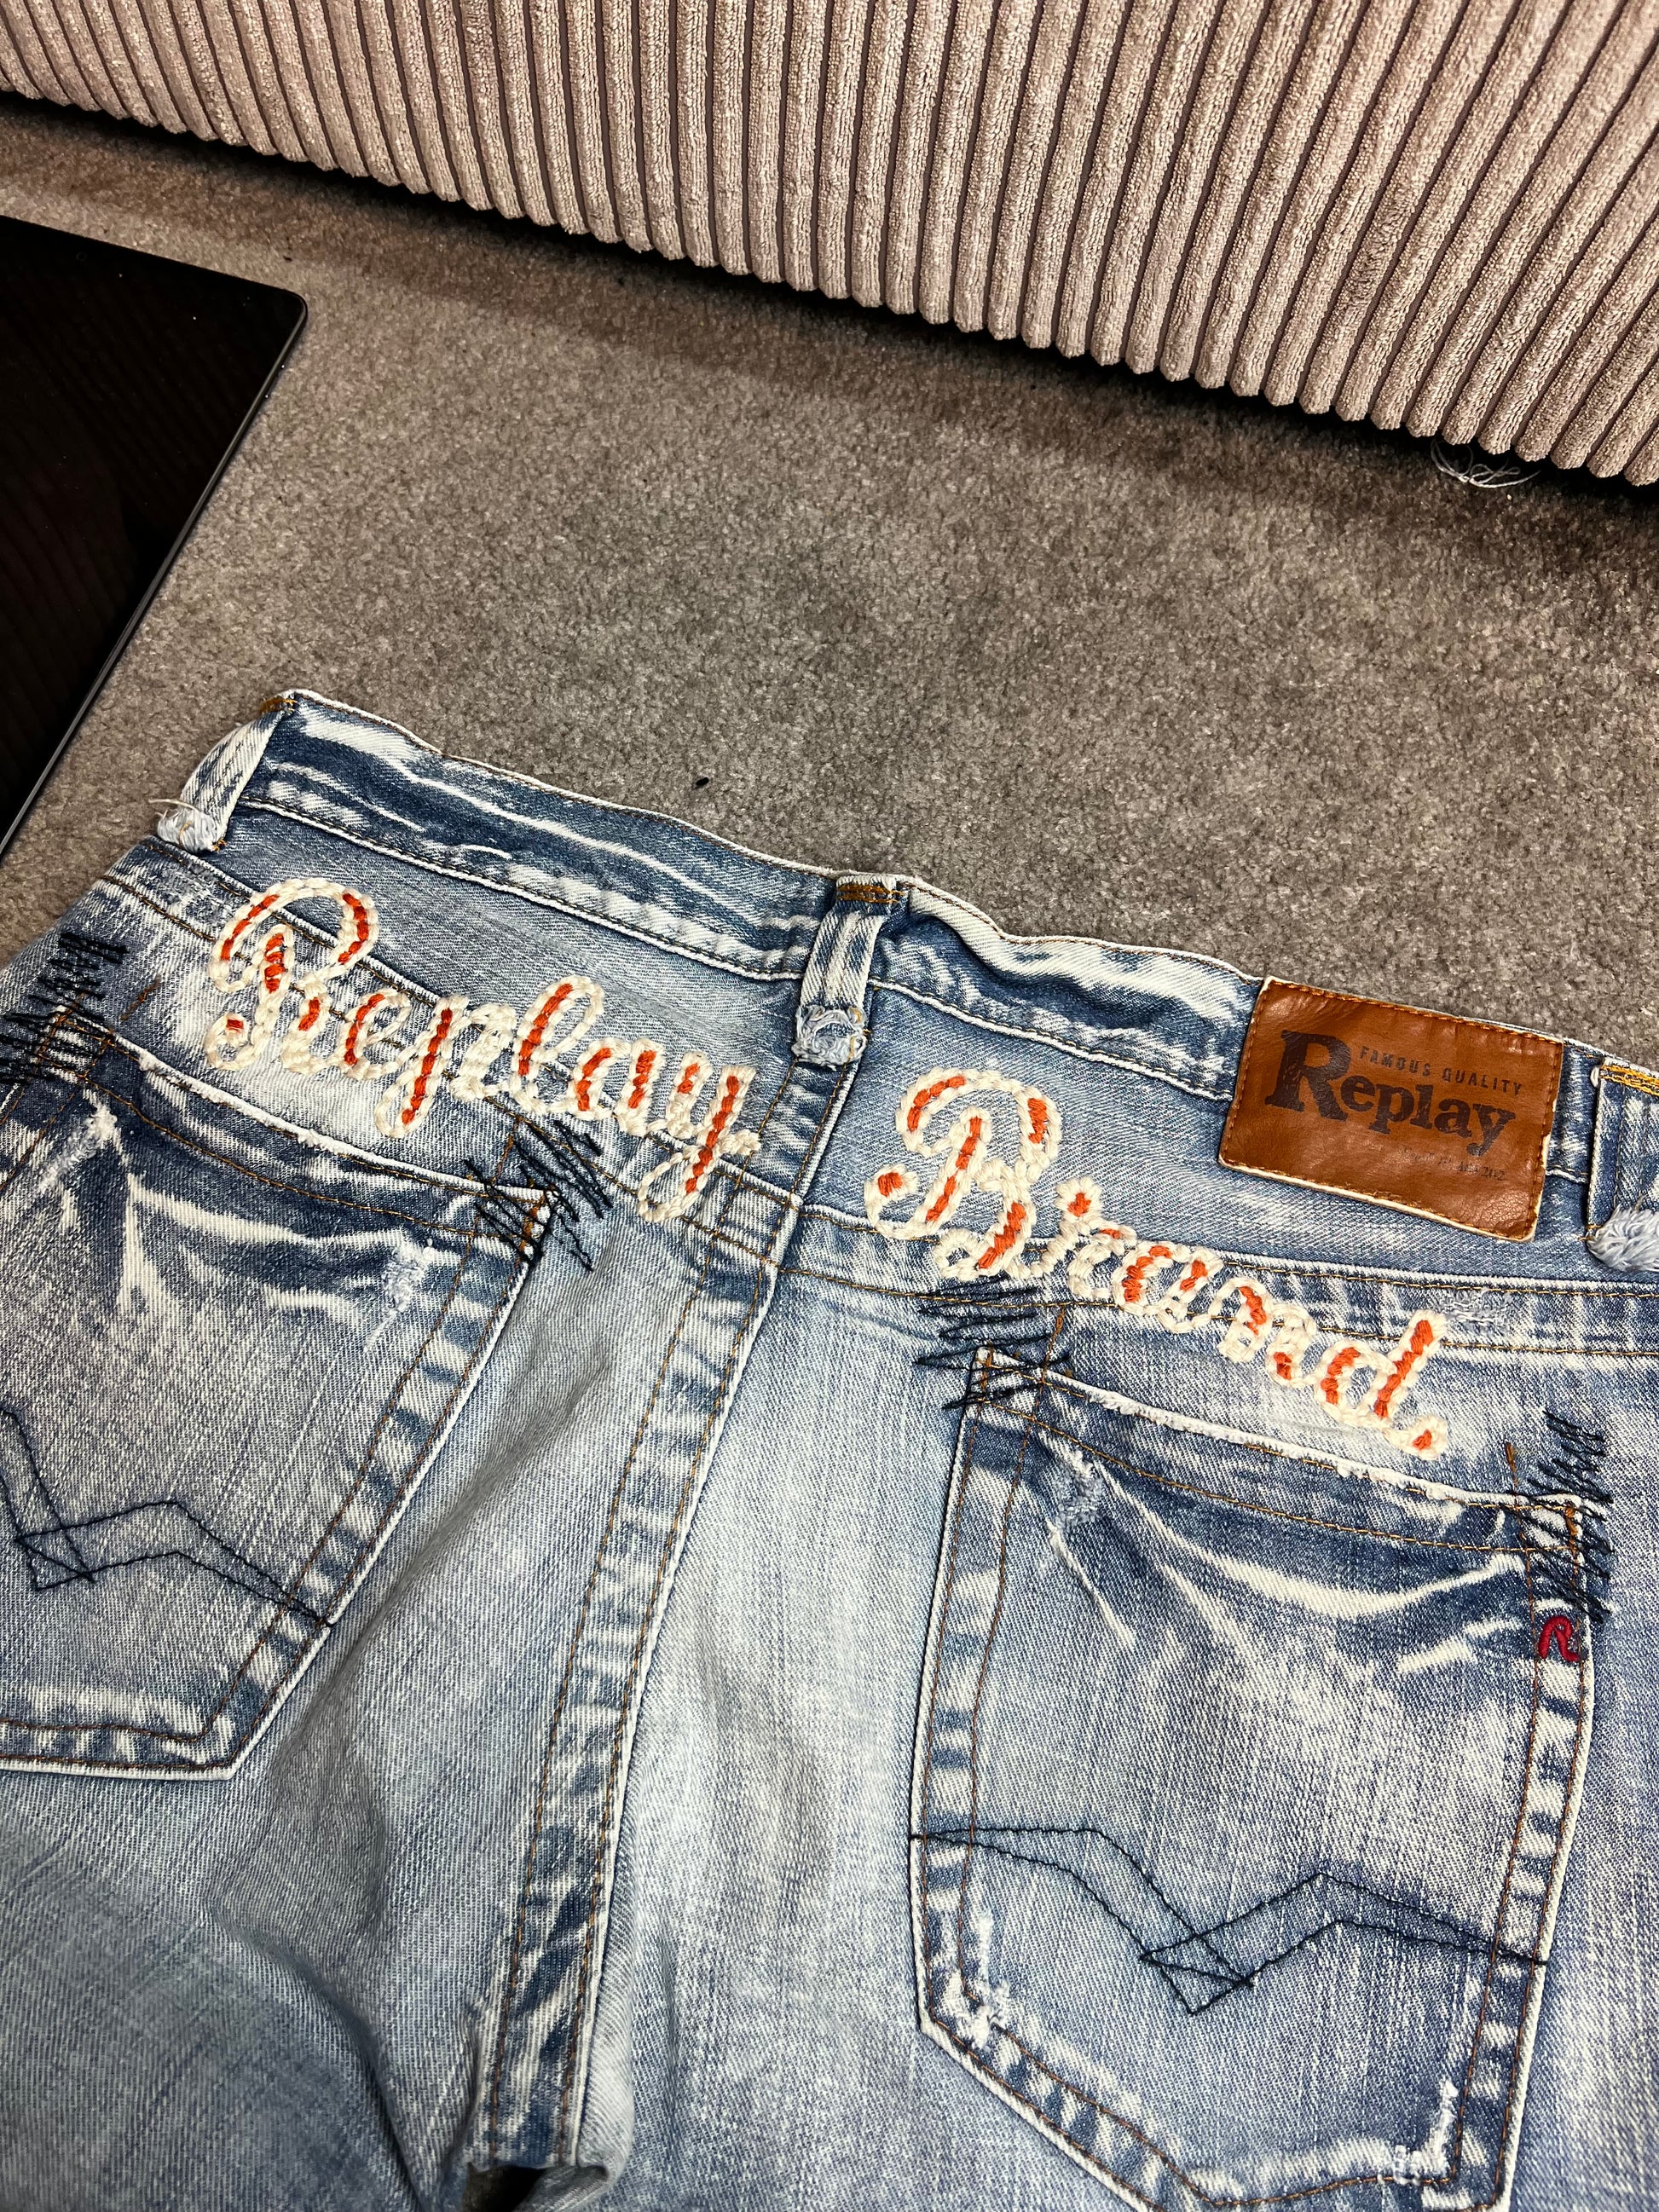 Replay Brand.
FAMOUS QUALITY
Replay
R